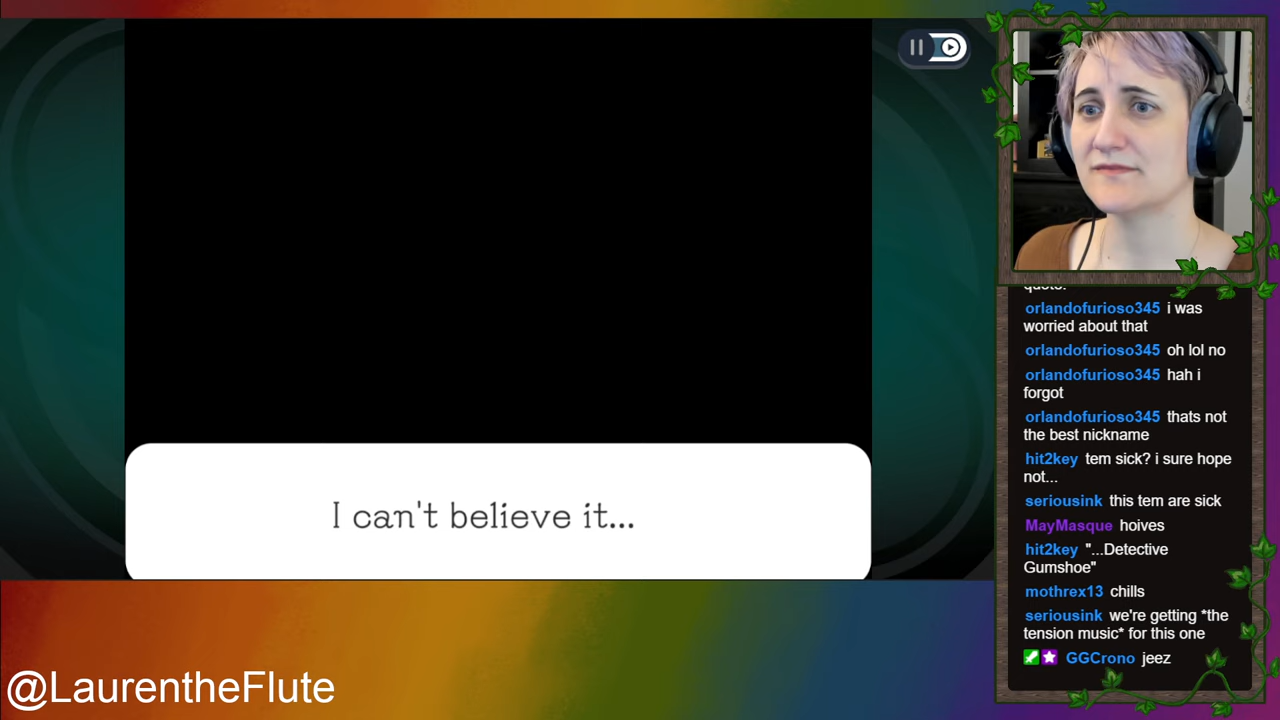 I can't believe it...
quote.
orlandofurioso345 i was
worried about that
orlandofurioso345 oh lol no
orlandofurioso345 hah i
forgot
orlandofurioso345 thats not
the best nickname
hit2key tem sick? i sure hope
not...
seriousink this tem are sick
MayMasque hoives
hit2key "...Detective
Gumshoe"
mothrex13 chills
seriousink we're getting *the
tension music* for this one
GGCrono jeez
@LaurentheFlute